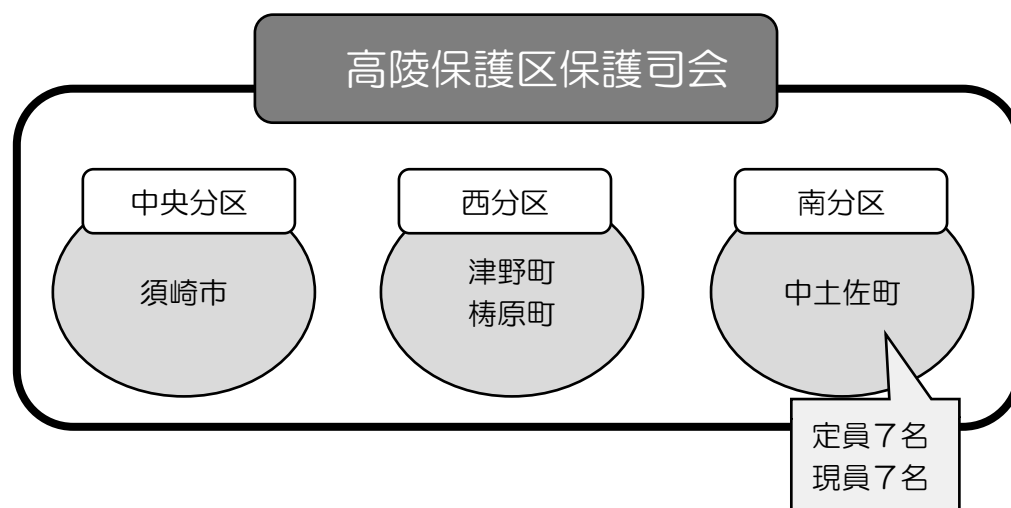 高陵保護区保護司会
中央分区
須崎市
西分区
津野町
梼原町
南分区
中土佐町
定員７名
現員７名